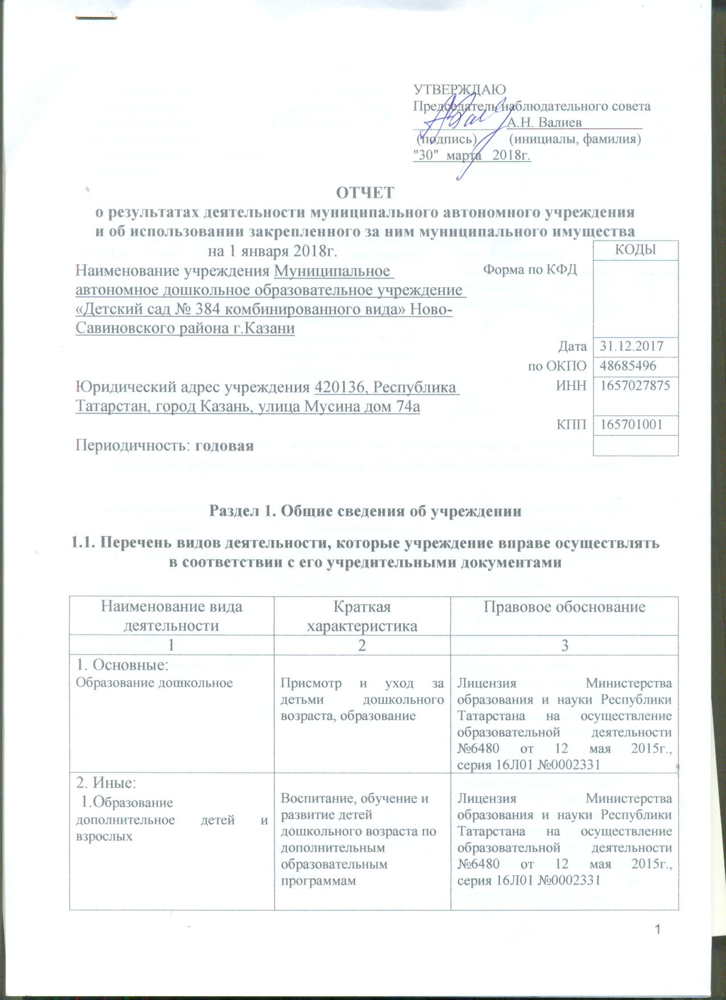 УТВЕРЖДАЮ
Председатель наблюдательного совета
А.Н. Валиев
(подпись) (инициалы, фамилия)
"30" марта 2018г.
ОТЧЕТ
о результатах деятельности муниципального автономного учреждения
и об использовании закрепленного за ним муниципального имущества
на 1 января 2018г. КОДЫ
Наименование учреждения Муниципальное Форма по КФД
автономное дошкольное образовательное учреждение
«Детский сад № 384 комбинированного вида» Ново-
Савиновского района г.Казани
Дата 31.12.2017
по ОКПО 48685496
Юридический адрес учреждения 420136, Республика ИНН 1657027875
Татарстан, город Казань, улица Мусина дом 74а
КПП 165701001
Периодичность: годовая
Раздел 1. Общие сведения об учреждении
1.1. Перечень видов деятельности, которые учреждение вправе осуществлять
в соответствии с его учредительными документами
Наименование вида
деятельности
Краткая
характеристика
Правовое обоснование
1 2 3
1. Основные:
Образование дошкольное
Присмотр и уход за
детьми дошкольного
возраста, образование
Лицензия Министерства
образования и науки Республики
Татарстана на осуществление
образовательной деятельности
№6480 от 12 мая 2015г.,
серия 16Л01 №0002331
2. Иные:
1.Образование
дополнительное детей и
взрослых
Воспитание, обучение и
развитие детей
дошкольного возраста по
дополнительным
образовательным
программам
Лицензия Министерства
образования и науки Республики
Татарстана на осуществление
образовательной деятельности
№6480 от 12 мая 2015г.,
серия 16Л01 №0002331
1